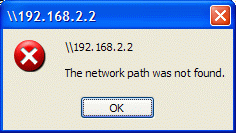 \\192.168.2.2
\\192.168.2.2
The network path was not found.
OK